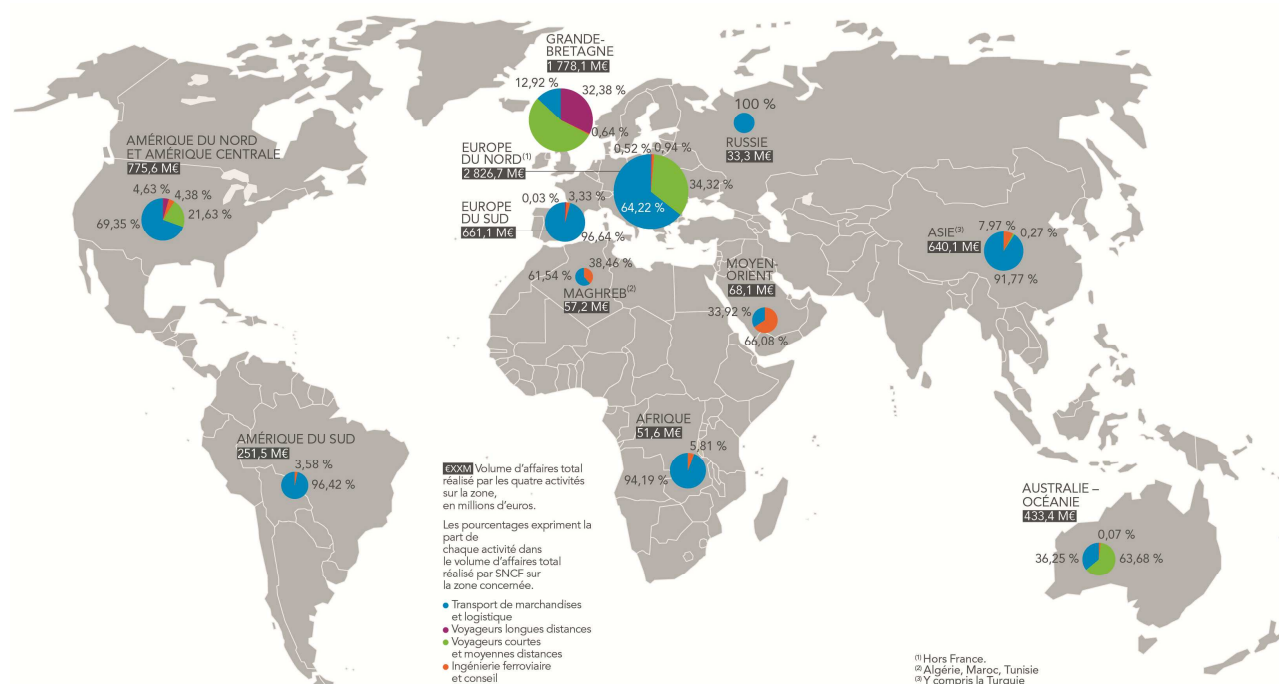 GRANDE-
BRETAGNE
1 778,1 M€
12,92 %
32,38 %
0,64 %
100 %
RUSSIE
33,3 M€
AMÉRIQUE DU NORD
ET AMÉRIQUE CENTRALE
775,6 M€
4,63 %
4,38 %
21,63 %
69,35 %
EUROPE
DU NORD(1)
2 826,7 M€
0,52 %
0,94 %
34,32 %
64,22 %
EUROPE
DU SUD
661,1 M€
0,03 %
3,33 %
96,64 %
ASIE(3)
640,1 M€
7,97 %
0,27 %
91,77 %
38,46 %
61,54 %
MAGHREB(2)
57,2 M€
MOYEN-
ORIENT
68,1 M€
33,92 %
66,08 %
AFRIQUE
51,6 M€
5,81 %
94,19 %
AMÉRIQUE DU SUD
251,5 M€
3,58 %
96,42 %
AUSTRALIE –
OCÉANIE
433,4 M€
0,07 %
36,25 %
63,68 %
€XXM Volume d'affaires total
réalisé par les quatre activités
sur la zone,
en millions d'euros.
Les pourcentages expriment la
part de
chaque activité dans
le volume d'affaires total
réalisé par SNCF sur
la zone concernée.
Transport de marchandises
et logistique
Voyageurs longues distances
Voyageurs courtes
et moyennes distances
Ingénierie ferroviaire
et conseil
(1) Hors France.
(2) Algérie, Maroc, Tunisie
(3) Y compris la Turquie